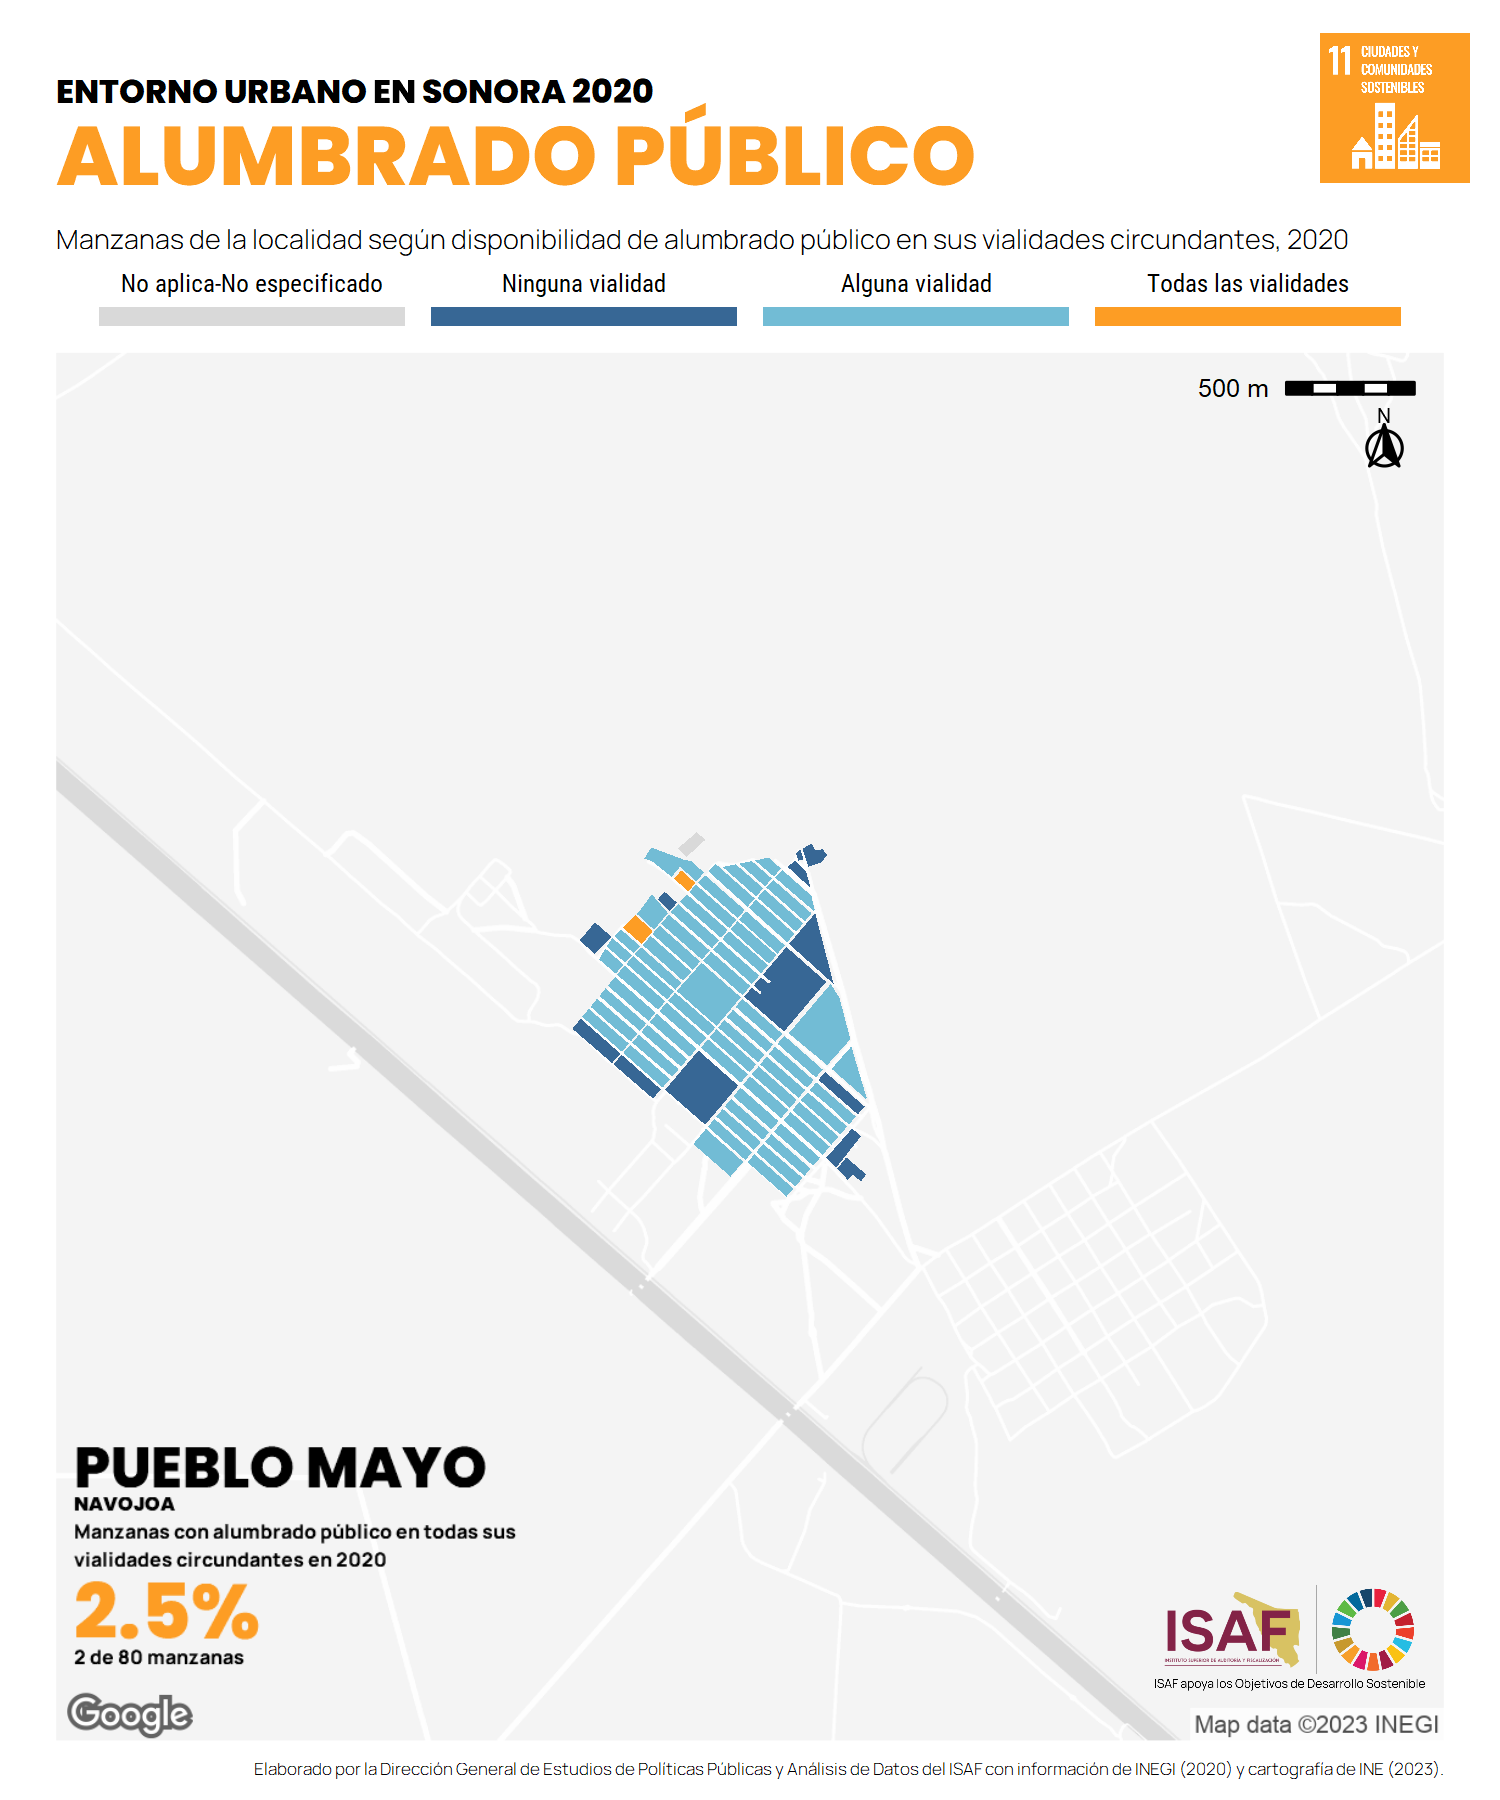 ENTORNO URBANO EN SONORA 2020
ALUMBRADO PÚBLICO
11 CIUDADES Y
COMUNIDADES
SOSTENIBLES
Manzanas de la localidad según disponibilidad de alumbrado público en sus vialidades circundantes, 2020
No aplica-No especificado
Ninguna vialidad
Alguna vialidad
Todas las vialidades
500 m
N
PUEBLO MAYO
NAVOJOA
Manzanas con alumbrado público en todas sus
vialidades circundantes en 2020
2.5%
2 de 80 manzanas
Google
ISAF
INSTITUTO SUPERIOR DE AUDITORÍA Y FISCALIZACIÓN
ISAF apoya los Objetivos de Desarrollo Sostenible
Map data ©2023 INEGI
Elaborado por la Dirección General de Estudios de Políticas Públicas y Análisis de Datos del ISAF con información de INEGI (2020) y cartografía de INE (2023).